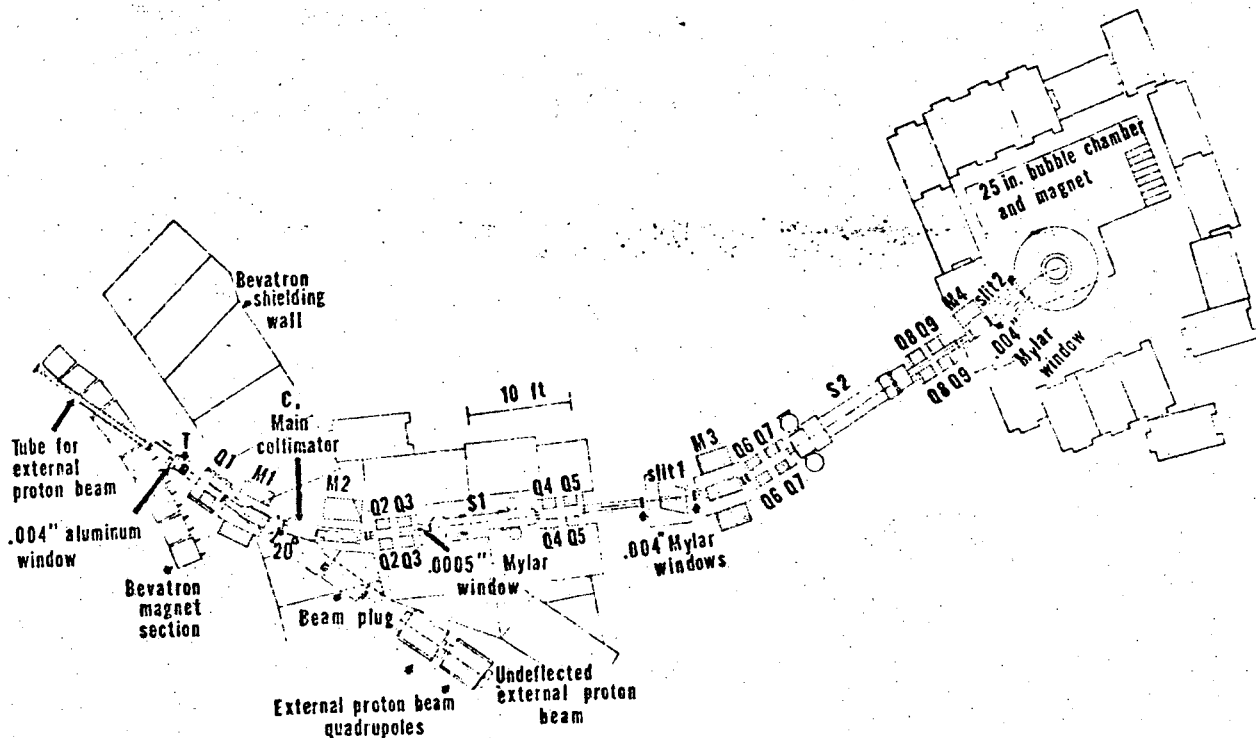 25 in. bubble chamber
and magnet
Bevatron
shielding
wall
M4
slit2
.004"
Mylar
window
Q8 Q9
Q8 Q9
S2
10 ft
C.
Main
collimator
Tube for
external
proton beam
T
Q1
M1
M2
Q2 Q3
S1
Q4 Q5
slit1
M3
Q6 Q7
Q6 Q7
.004" aluminum
window
20°
Q2 Q3
.0005" Mylar
window
Q4 Q5
.004" Mylar
windows
Bevatron
magnet
section
Beam plug
External proton beam
quadrupoles
Undeflected
external proton
beam